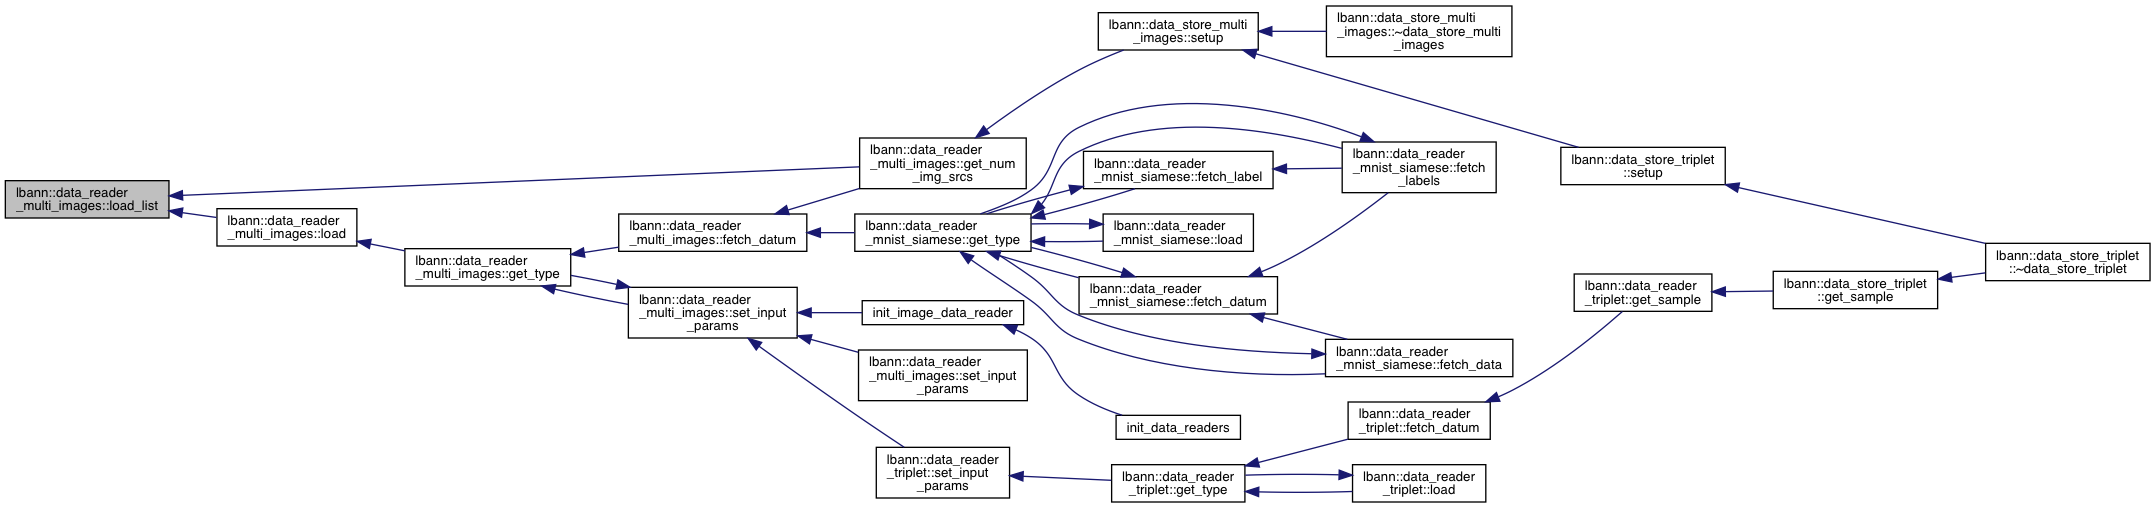 lbann::data_reader
_multi_images::load_list
lbann::data_reader
_multi_images::load
lbann::data_reader
_multi_images::get_type
lbann::data_reader
_multi_images::fetch_datum
lbann::data_reader
_multi_images::set_input
_params
lbann::data_reader
_multi_images::get_num
_img_srcs
lbann::data_reader
_mnist_siamese::get_type
init_image_data_reader
lbann::data_reader
_multi_images::set_input
_params
lbann::data_reader
_triplet::set_input
_params
lbann::data_store_multi
_images::setup
lbann::data_reader
_mnist_siamese::fetch_label
lbann::data_reader
_mnist_siamese::load
lbann::data_reader
_mnist_siamese::fetch_datum
init_data_readers
lbann::data_reader
_triplet::get_type
lbann::data_store_multi
_images::~data_store_multi
_images
lbann::data_reader
_mnist_siamese::fetch
_labels
lbann::data_reader
_mnist_siamese::fetch_data
lbann::data_reader
_triplet::fetch_datum
lbann::data_reader
_triplet::load
lbann::data_store_triplet
::setup
lbann::data_reader
_triplet::get_sample
lbann::data_store_triplet
::get_sample
lbann::data_store_triplet
::~data_store_triplet